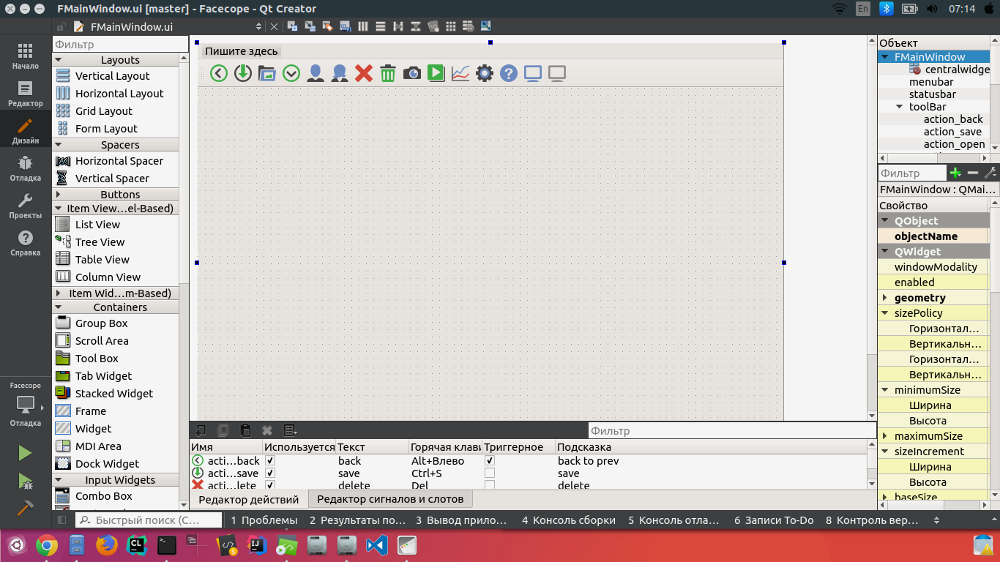 FMainWindow.ui [master] - Facecope - Qt Creator
En
07:14
FMainWindow.ui
Начало
Редактор
Дизайн
Отладка
Проекты
Справка
Facecope
Отладка
Фильтр
Layouts
Vertical Layout
Horizontal Layout
Grid Layout
Form Layout
Spacers
Horizontal Spacer
Vertical Spacer
Buttons
Item View…el-Based)
List View
Tree View
Table View
Column View
Item Wid…m-Based)
Containers
Group Box
Scroll Area
Tool Box
Tab Widget
Stacked Widget
Frame
Widget
MDI Area
Dock Widget
Input Widgets
Combo Box
Пишите здесь
Фильтр
Имя Используется Текст Горячая клави Триггерное Подсказка
acti…back back Alt+Влево back to prev
acti…save save Ctrl+S save
acti…lete delete Del delete
Редактор действий Редактор сигналов и слотов
Объект
FMainWindow
centralwidge
menubar
statusbar
toolBar
action_back
action_save
action_open
Фильтр
FMainWindow : QMai…
Свойство
QObject
objectName
QWidget
windowModality
enabled
geometry
sizePolicy
Горизонтал…
Вертикальн…
Горизонтал…
Вертикальн…
minimumSize
Ширина
Высота
maximumSize
sizeIncrement
Ширина
Высота
baseSize
Быстрый поиск (C… 1 Проблемы 2 Результаты по… 3 Вывод прило… 4 Консоль сборки 5 Консоль отла… 6 Записи To-Do 8 Контроль вер…